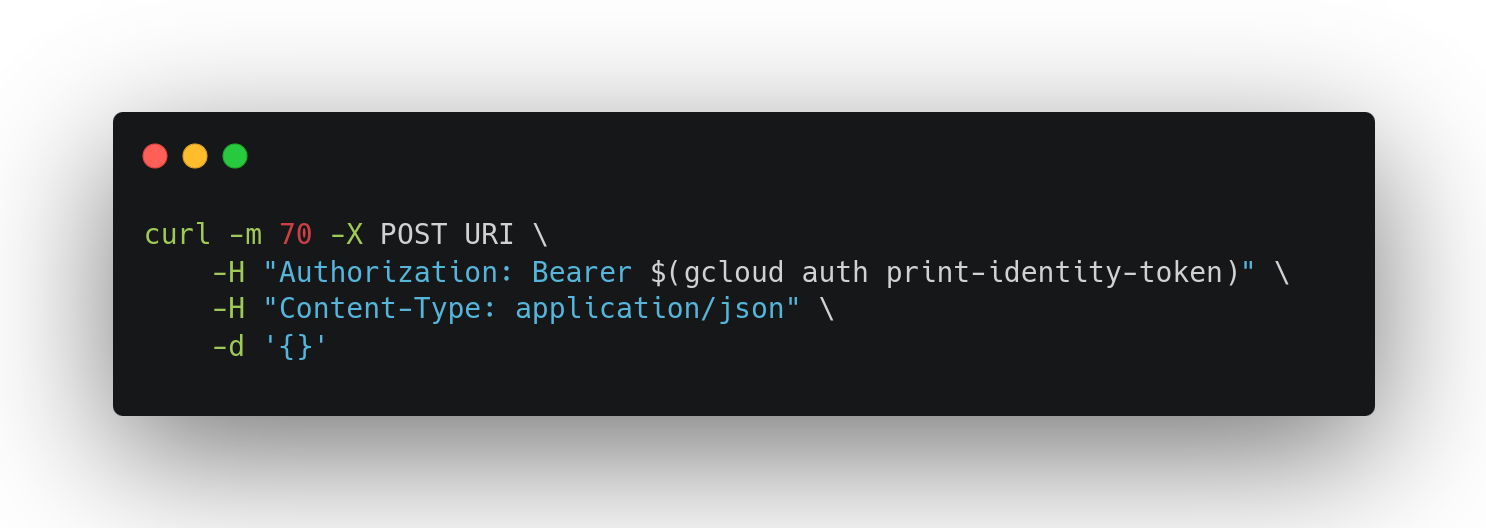 curl -m 70 -X POST URI \
    -H "Authorization: Bearer $(gcloud auth print-identity-token)" \
    -H "Content-Type: application/json" \
    -d '{}'